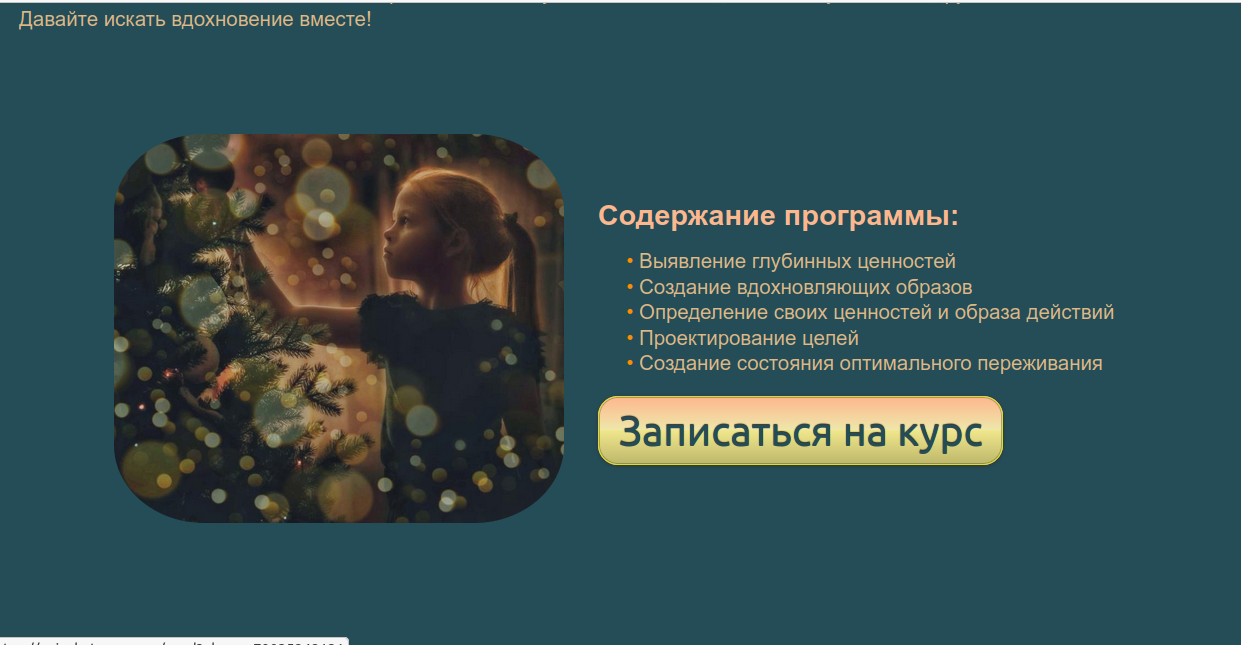 Давайте искать вдохновение вместе!
Содержание программы:
• Выявление глубинных ценностей
• Создание вдохновляющих образов
• Определение своих ценностей и образа действий
• Проектирование целей
• Создание состояния оптимального переживания
Записаться на курс